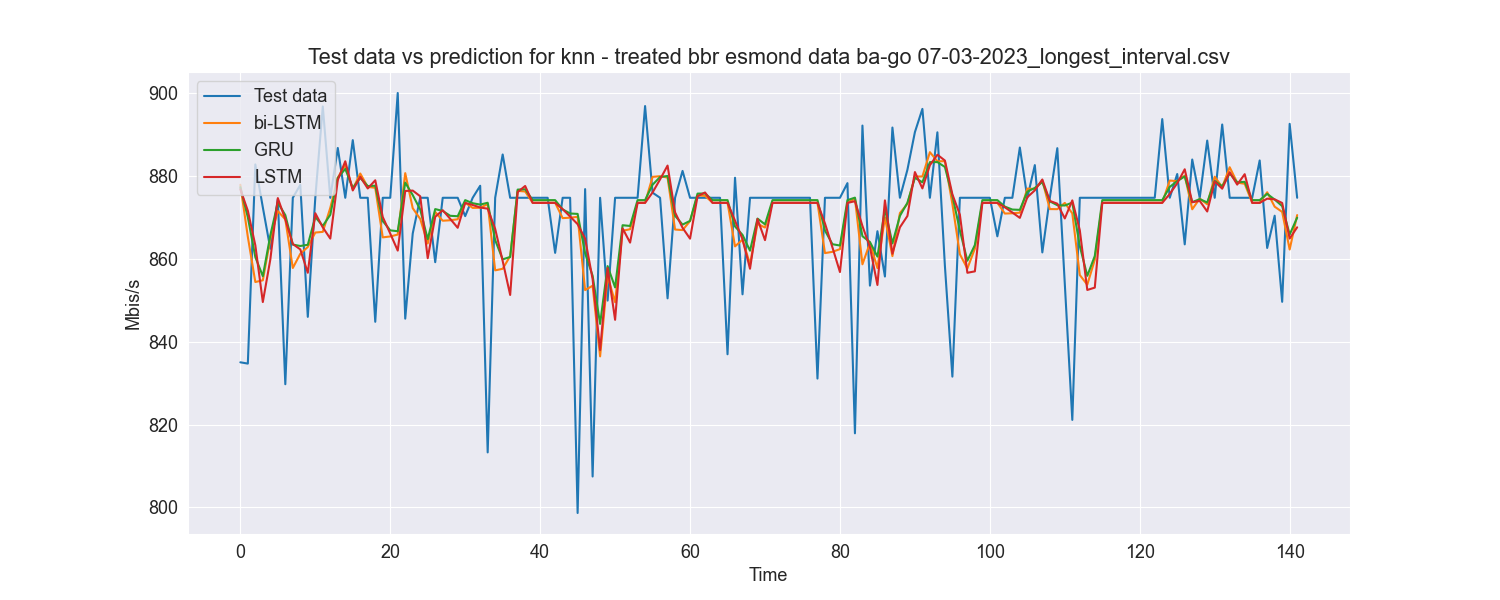 Test data vs prediction for knn - treated bbr esmond data ba-go 07-03-2023_longest_interval.csv
Test data
bi-LSTM
GRU
LSTM
900
880
860
840
820
800
Mbis/s
0 20 40 60 80 100 120 140
Time